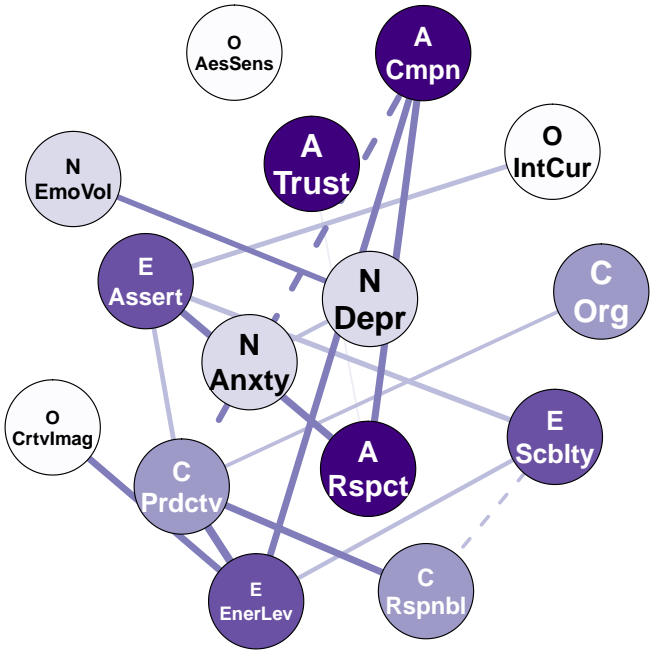 O
AesSens
A
Cmpn
A
Trust
O
IntCur
N
EmoVol
E
Assert
N
Depr
C
Org
N
Anxty
O
CrtvImag
E
Scblty
C
Prdctv
A
Rspct
E
EnerLev
C
Rspnbl